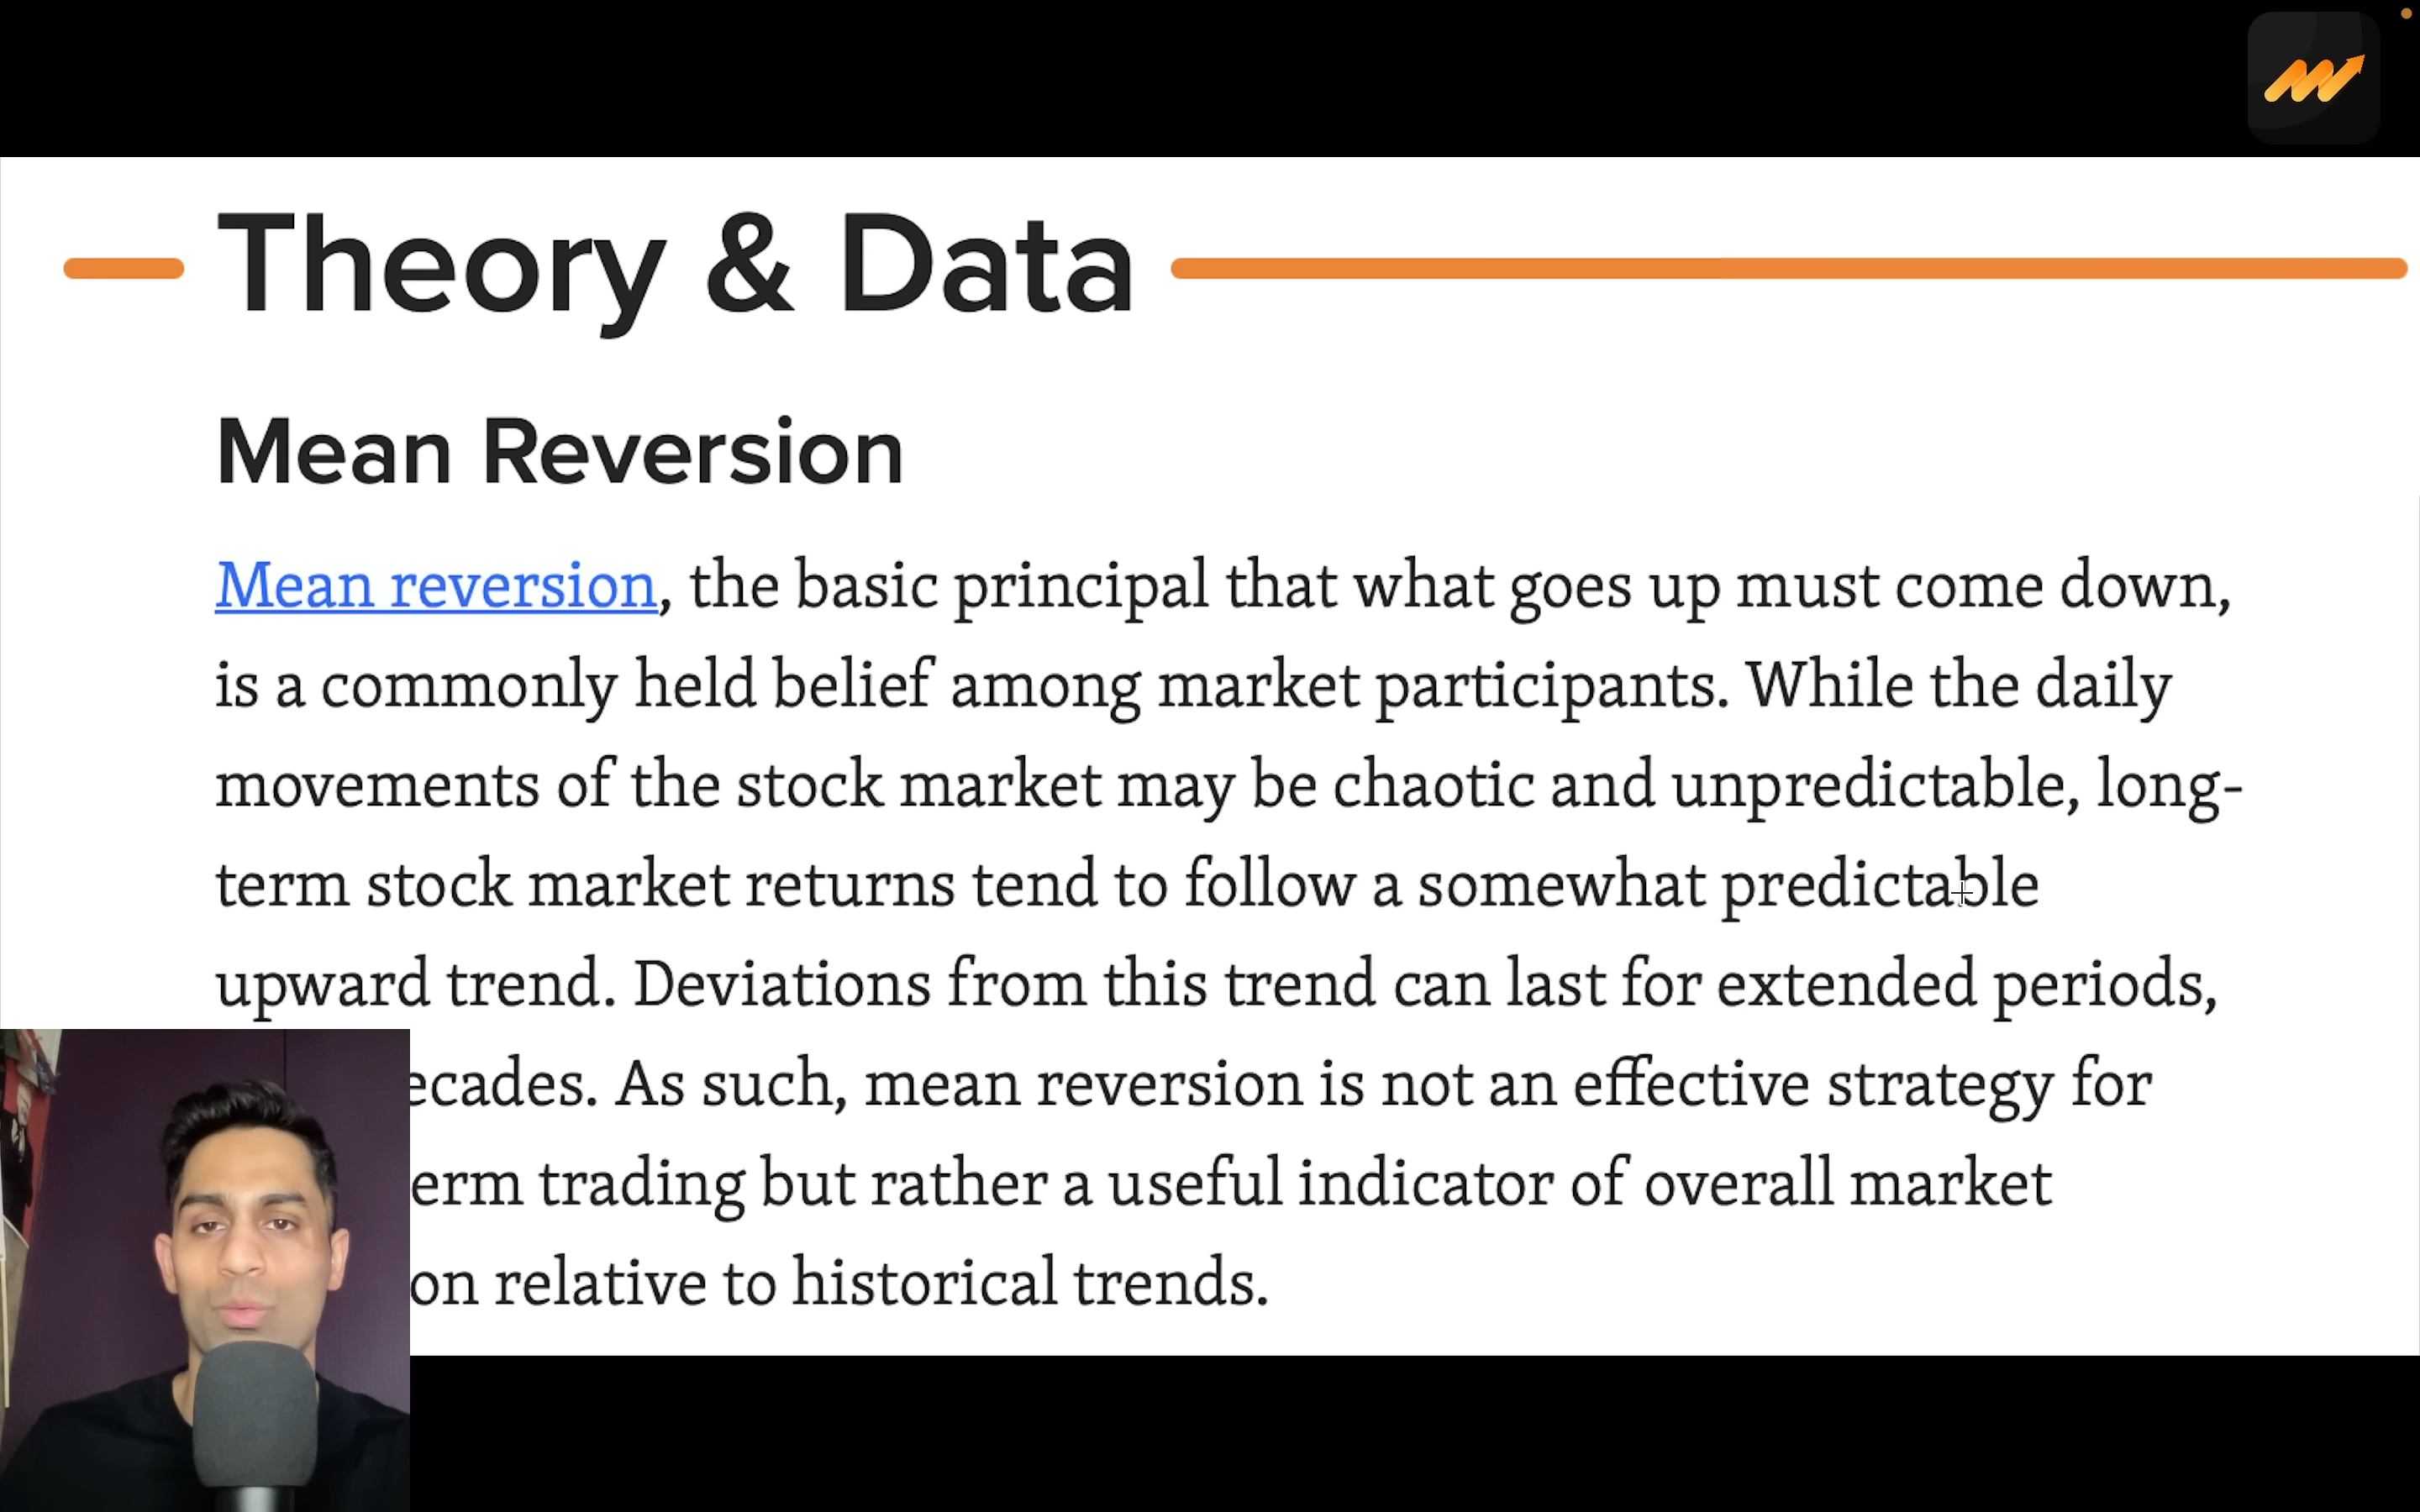 Theory & Data
Mean Reversion
Mean reversion, the basic principal that what goes up must come down,
is a commonly held belief among market participants. While the daily
movements of the stock market may be chaotic and unpredictable, long-
term stock market returns tend to follow a somewhat predictable
upward trend. Deviations from this trend can last for extended periods,
ecades. As such, mean reversion is not an effective strategy for
erm trading but rather a useful indicator of overall market
on relative to historical trends.